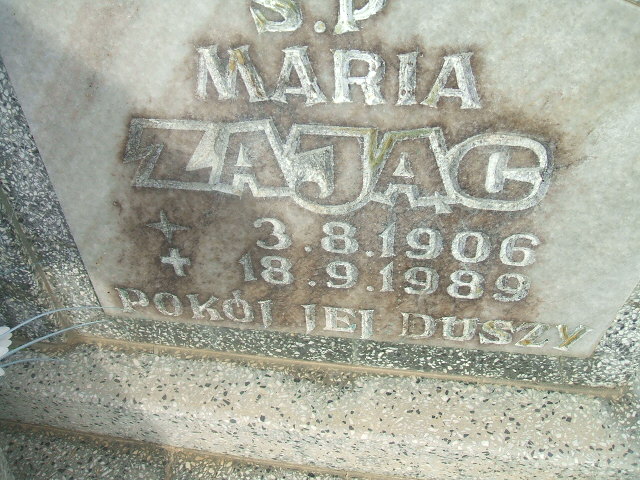 Ś.P
MARIA
ZAJĄC
3.8.1906
18.9.1989
POKÓJ JEJ DUSZY